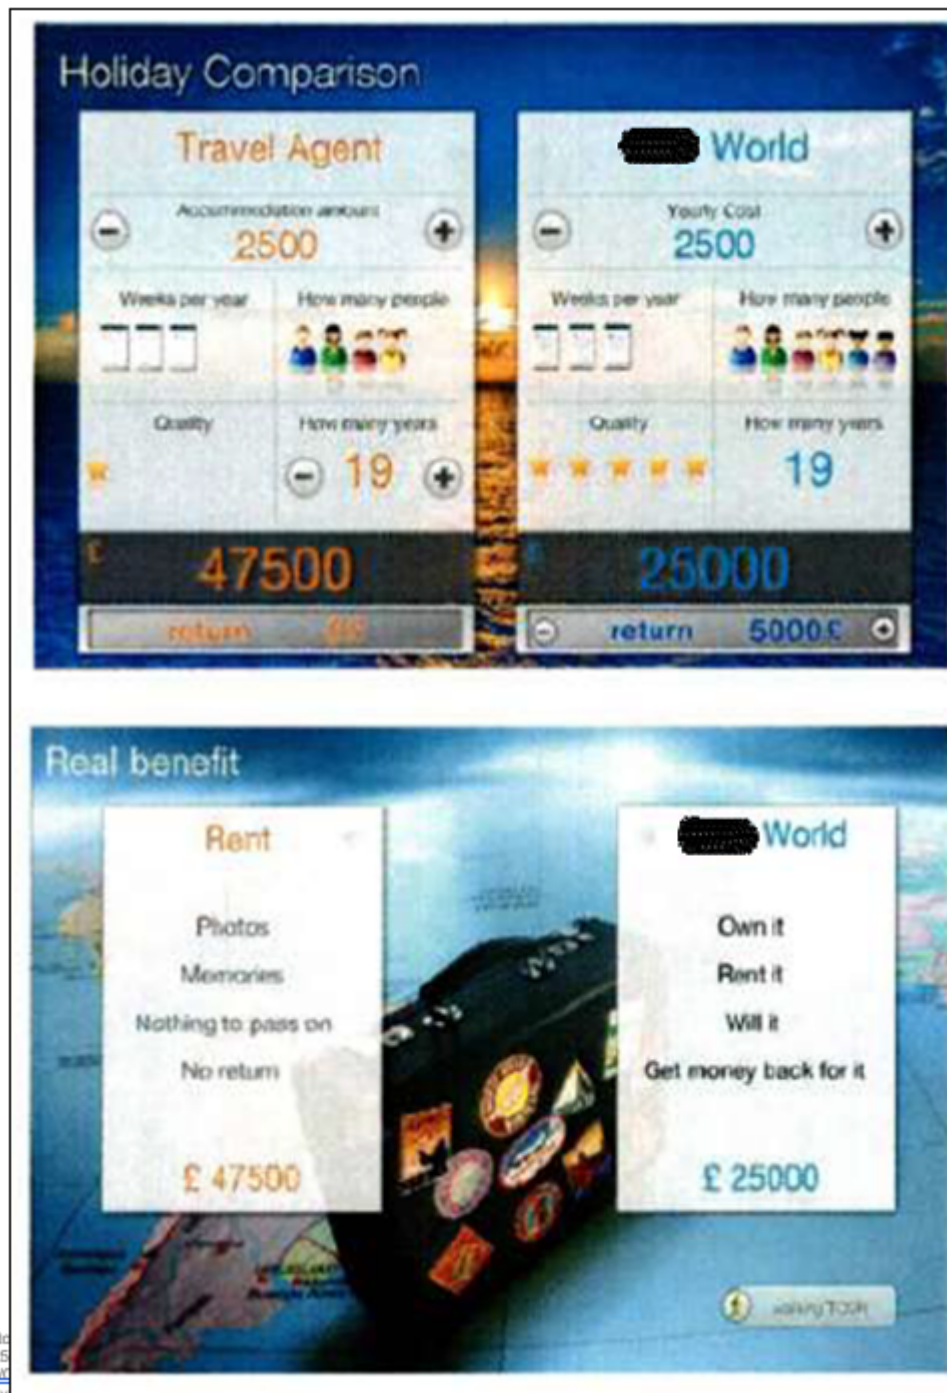 Holiday Comparison
Travel Agent
Accommodation amount
2500
Weeks per year How many people
Quality How many years
19
£ 47500
return
World
Yearly Cost
2500
Weeks per year How many people
Quality How many years
19
£ 25000
return 5000£
Real benefit
Rent
Photos
Memories
Nothing to pass on
No return
£ 47500
World
Own it
Rent it
Will it
Get money back for it
£ 25000
walking TOUR